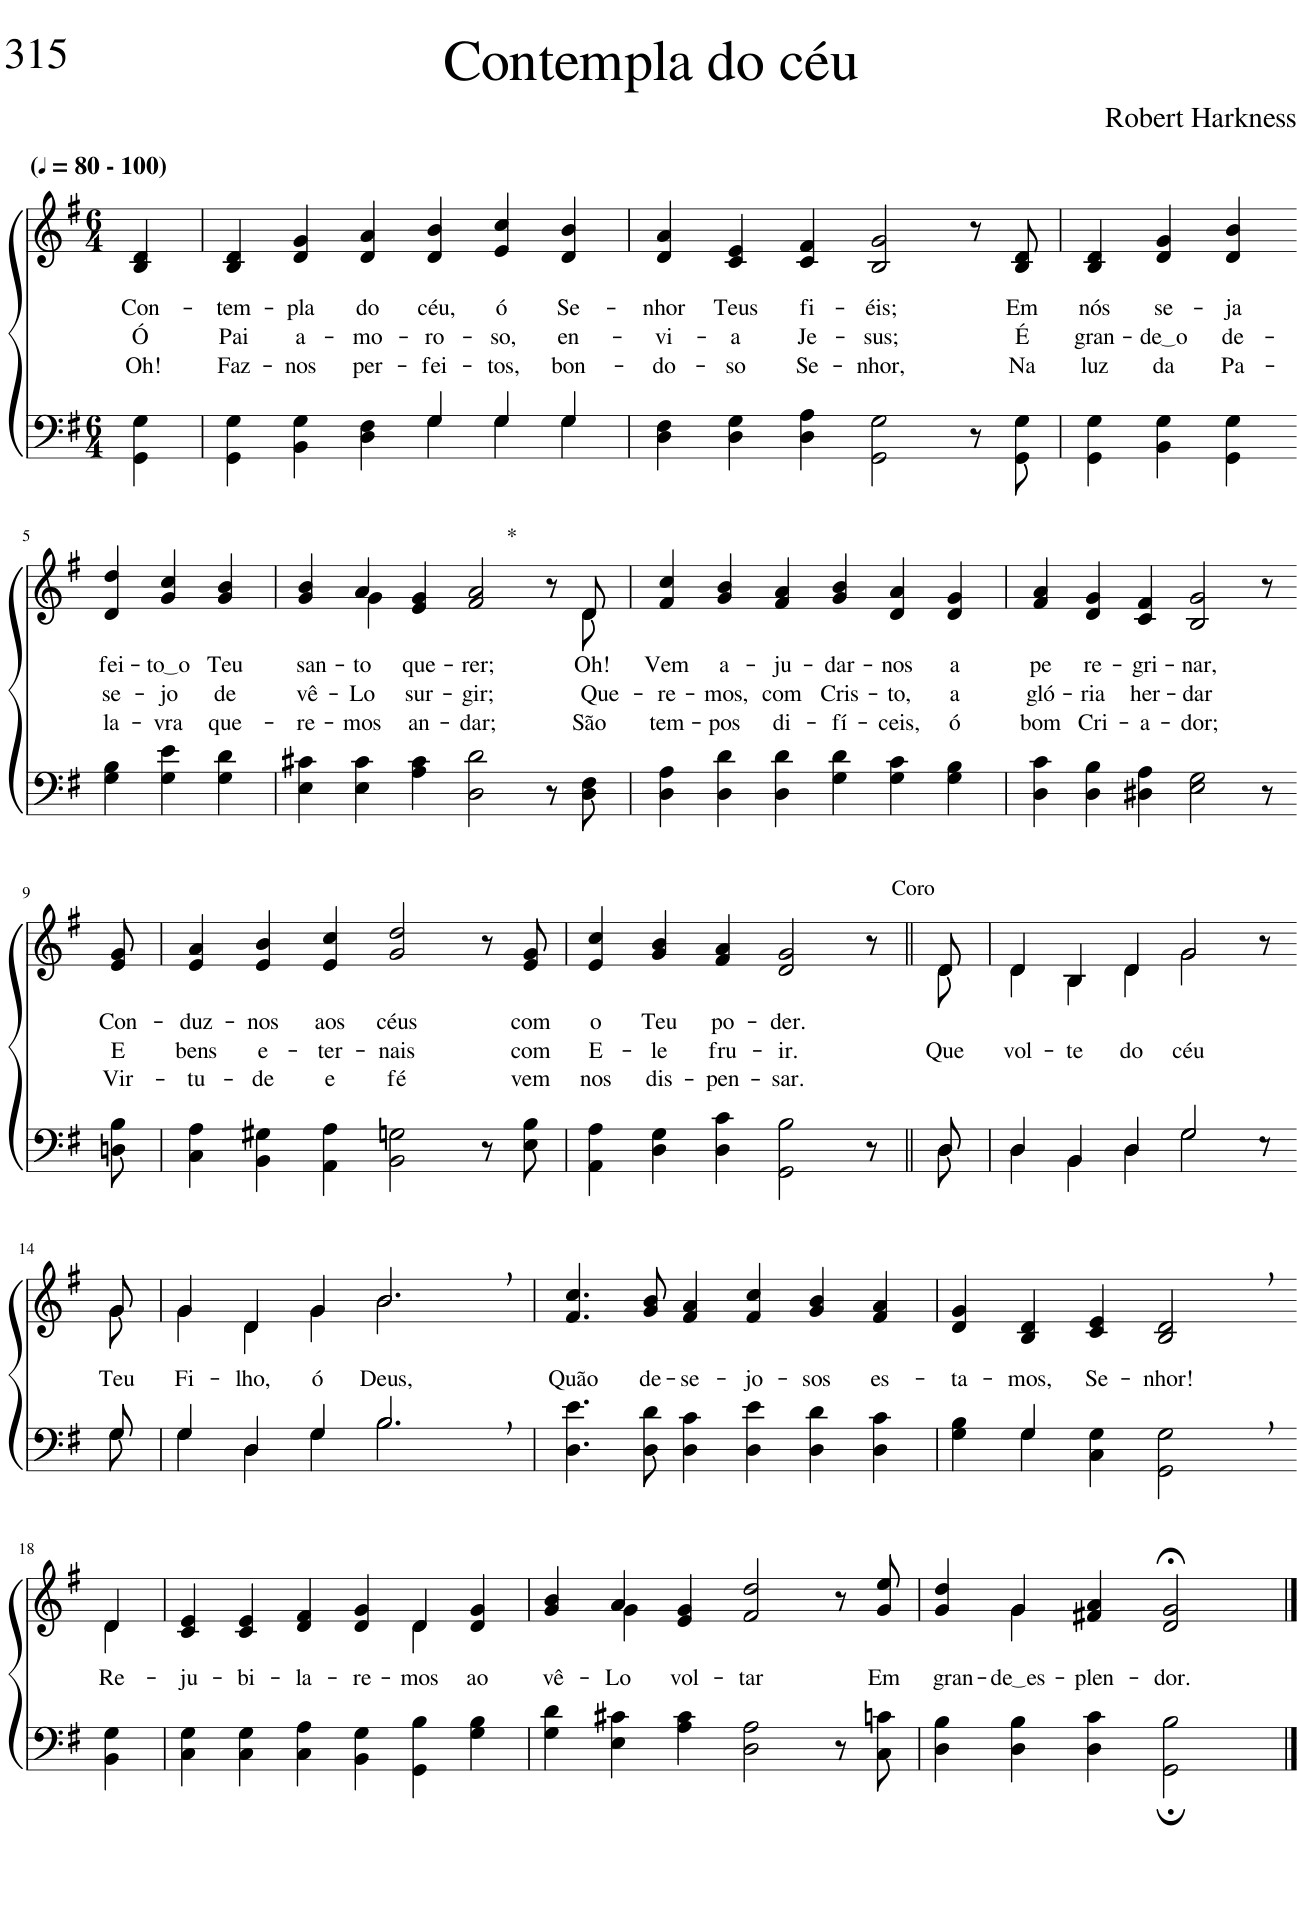 315
Contempla do céu
Robert Harkness
(♩ = 80 - 100)
6 4
Con - tem - pla do céu, ó Se - nhor Teus fi - éis; Em nós se - ja
Ó Pai a - mo - ro - so, en - vi - a Je - sus; É gran - de‿o de -
Oh! Faz - nos per - fei - tos, bon - do - so Se - nhor, Na luz da Pa -
6 4
5
*
fei - to‿o Teu san - to que - rer; Oh! Vem a - ju - dar - nos a pe re - gri - nar,
se - jo de vê - Lo sur - gir; Que - re - mos, com Cris - to, a gló - ria her - dar
la - vra que - re - mos an - dar; São tem - pos di - fí - ceis, ó bom Cri - a - dor;
9
Coro
Con - duz - nos aos céus com o Teu po - der.
E bens e - ter - nais com E - le fru - ir. Que vol - te do céu
Vir - tu - de e fé vem nos dis - pen - sar.
14
Teu Fi - lho, ó Deus, Quão de - se - jo - sos es - ta - mos, Se - nhor!
18
Re - ju - bi - la - re - mos ao vê - Lo vol - tar Em gran - de‿es - plen - dor.